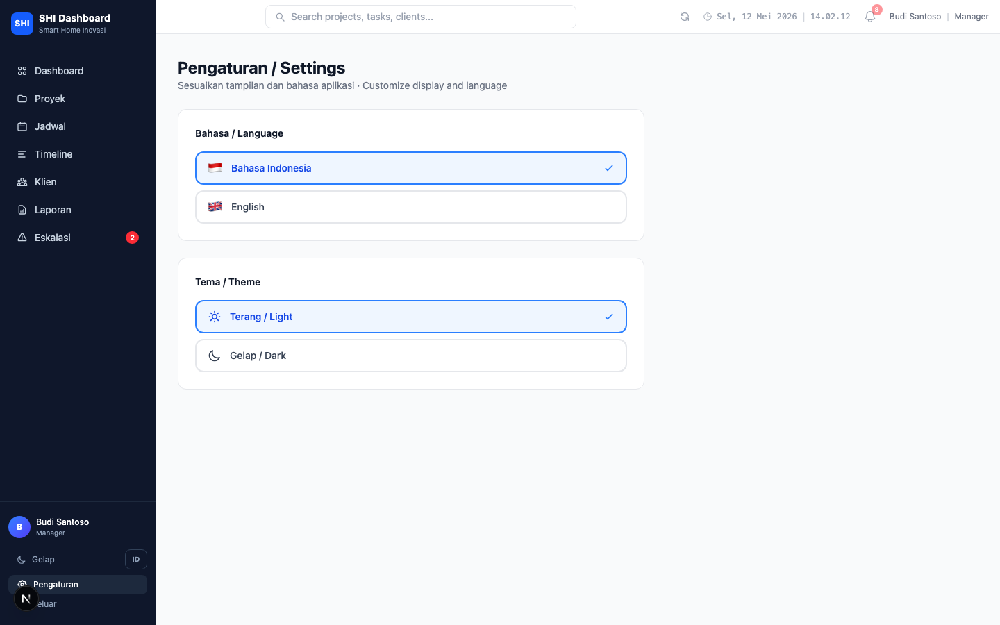 SHI
SHI Dashboard
Smart Home Inovasi
Search projects, tasks, clients...
Sel, 12 Mei 2026 | 14.02.12
8
Budi Santoso | Manager
Dashboard
Proyek
Jadwal
Timeline
Klien
Laporan
Eskalasi
2
Pengaturan / Settings
Sesuaikan tampilan dan bahasa aplikasi · Customize display and language
Bahasa / Language
Bahasa Indonesia
English
Tema / Theme
Terang / Light
Gelap / Dark
B
Budi Santoso
Manager
Gelap
ID
Pengaturan
N
eluar